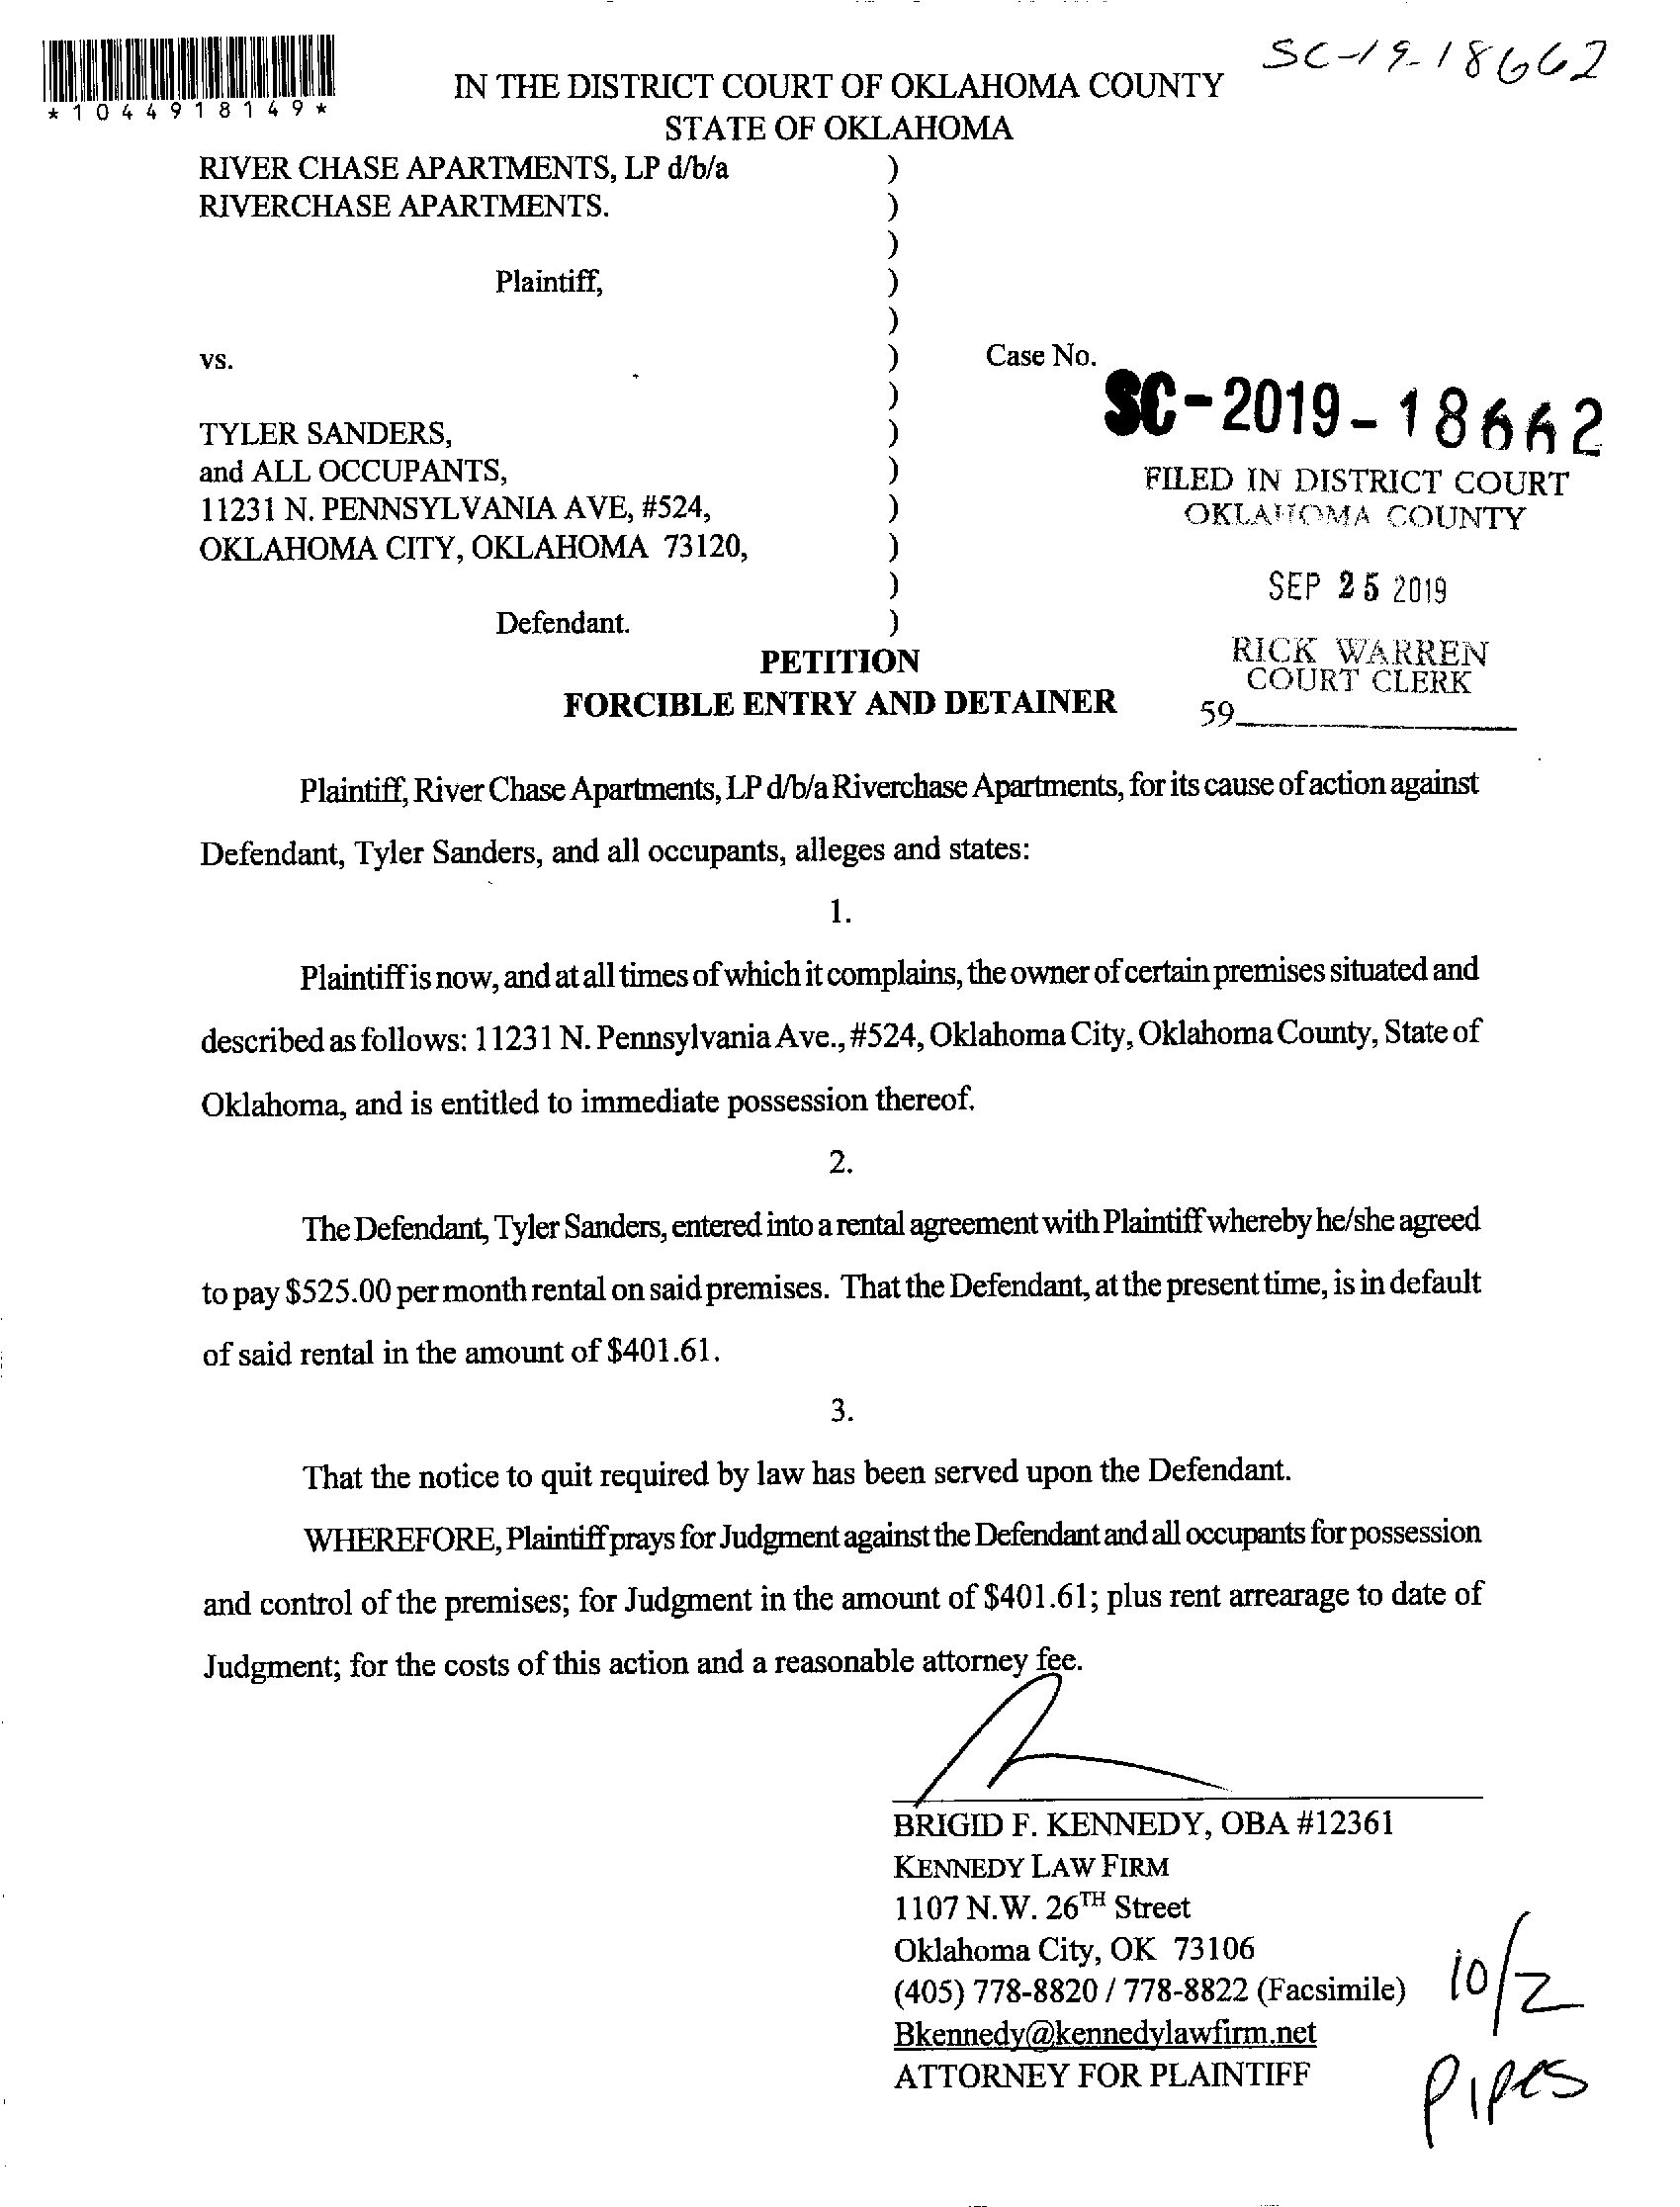 SC-19-18662
*1044918149*
IN THE DISTRICT COURT OF OKLAHOMA COUNTY
STATE OF OKLAHOMA
RIVER CHASE APARTMENTS, LP d/b/a )
RIVERCHASE APARTMENTS. )
)
Plaintiff, )
)
vs. ) Case No.
)
SC-2019-18662
TYLER SANDERS, )
and ALL OCCUPANTS, )
FILED IN DISTRICT COURT
11231 N. PENNSYLVANIA AVE, #524, )
OKLAHOMA COUNTY
OKLAHOMA CITY, OKLAHOMA 73120, )
)
SEP 25 2019
Defendant. )
PETITION
RICK WARREN
COURT CLERK
FORCIBLE ENTRY AND DETAINER
59
Plaintiff, River Chase Apartments, LP d/b/a Riverchase Apartments, for its cause of action against
Defendant, Tyler Sanders, and all occupants, alleges and states:
1.
Plaintiff is now, and at all times of which it complains, the owner of certain premises situated and
described as follows: 11231 N. Pennsylvania Ave., #524, Oklahoma City, Oklahoma County, State of
Oklahoma, and is entitled to immediate possession thereof.
2.
The Defendant, Tyler Sanders, entered into a rental agreement with Plaintiff whereby he/she agreed
to pay $525.00 per month rental on said premises. That the Defendant, at the present time, is in default
of said rental in the amount of $401.61.
3.
That the notice to quit required by law has been served upon the Defendant.
WHEREFORE, Plaintiff prays for Judgment against the Defendant and all occupants for possession
and control of the premises; for Judgment in the amount of $401.61; plus rent arrearage to date of
Judgment; for the costs of this action and a reasonable attorney fee.
BRIGID F. KENNEDY, OBA #12361
KENNEDY LAW FIRM
1107 N.W. 26TH Street
Oklahoma City, OK 73106
(405) 778-8820 / 778-8822 (Facsimile)
Bkennedy@kennedylawfirm.net
ATTORNEY FOR PLAINTIFF
10/2
Pipes